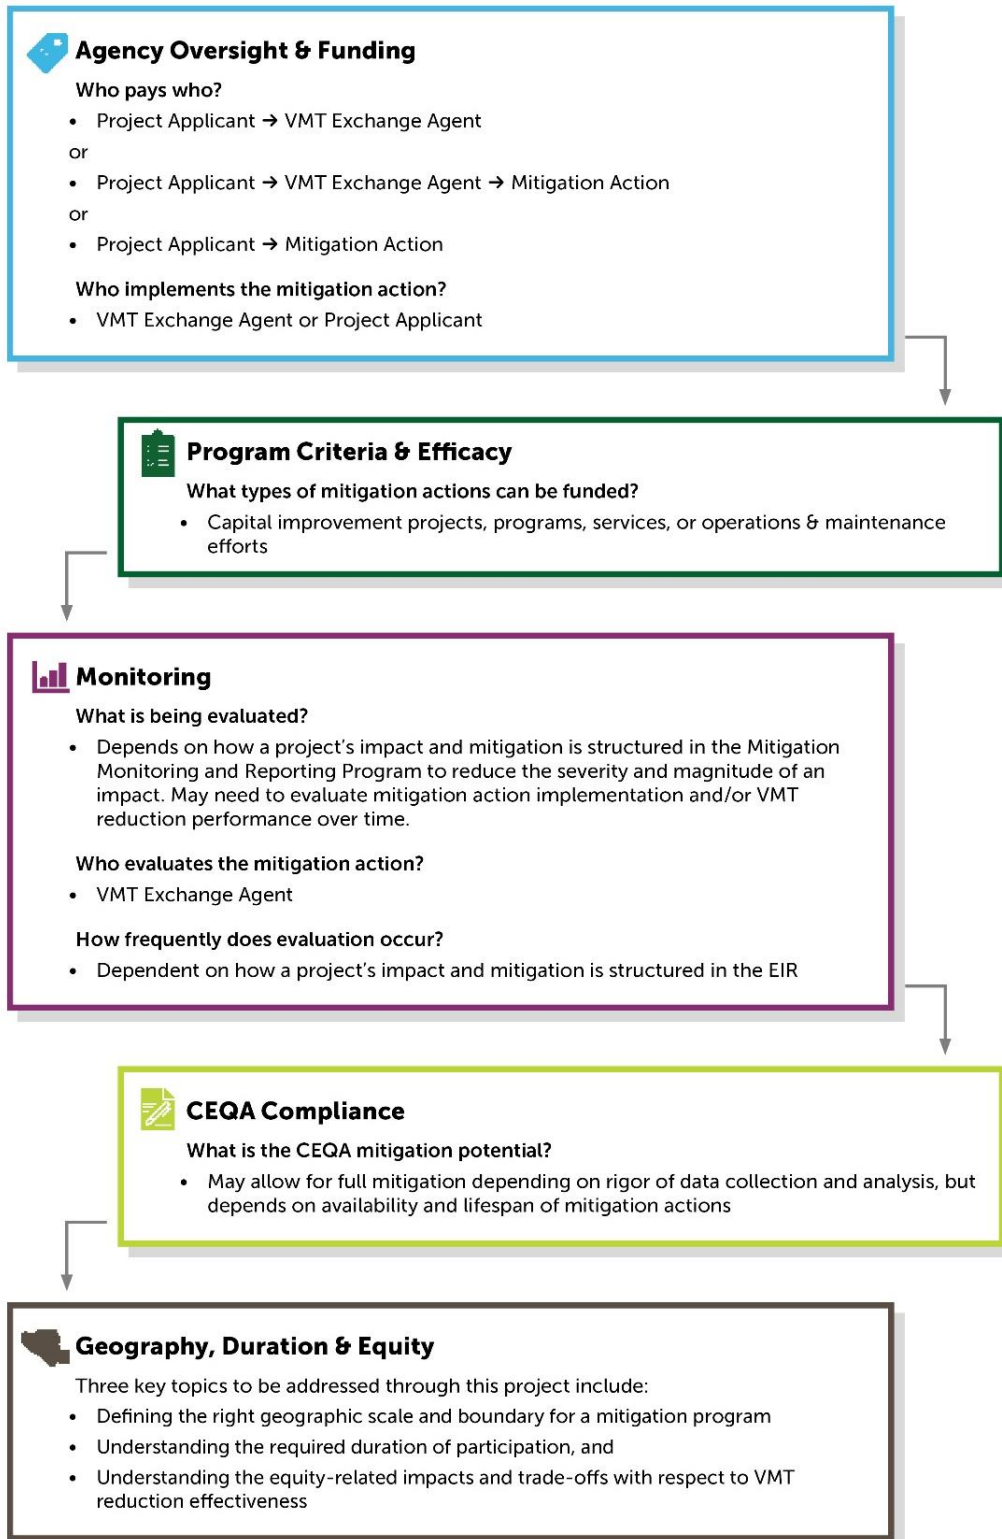 Agency Oversight & Funding
Who pays who?
• Project Applicant → VMT Exchange Agent
or
• Project Applicant → VMT Exchange Agent → Mitigation Action
or
• Project Applicant → Mitigation Action
Who implements the mitigation action?
• VMT Exchange Agent or Project Applicant
Program Criteria & Efficacy
What types of mitigation actions can be funded?
• Capital improvement projects, programs, services, or operations & maintenance
efforts
Monitoring
What is being evaluated?
• Depends on how a project’s impact and mitigation is structured in the Mitigation
Monitoring and Reporting Program to reduce the severity and magnitude of an
impact. May need to evaluate mitigation action implementation and/or VMT
reduction performance over time.
Who evaluates the mitigation action?
• VMT Exchange Agent
How frequently does evaluation occur?
• Dependent on how a project’s impact and mitigation is structured in the EIR
CEQA Compliance
What is the CEQA mitigation potential?
• May allow for full mitigation depending on rigor of data collection and analysis, but
depends on availability and lifespan of mitigation actions
Geography, Duration & Equity
Three key topics to be addressed through this project include:
• Defining the right geographic scale and boundary for a mitigation program
• Understanding the required duration of participation, and
• Understanding the equity-related impacts and trade-offs with respect to VMT
reduction effectiveness